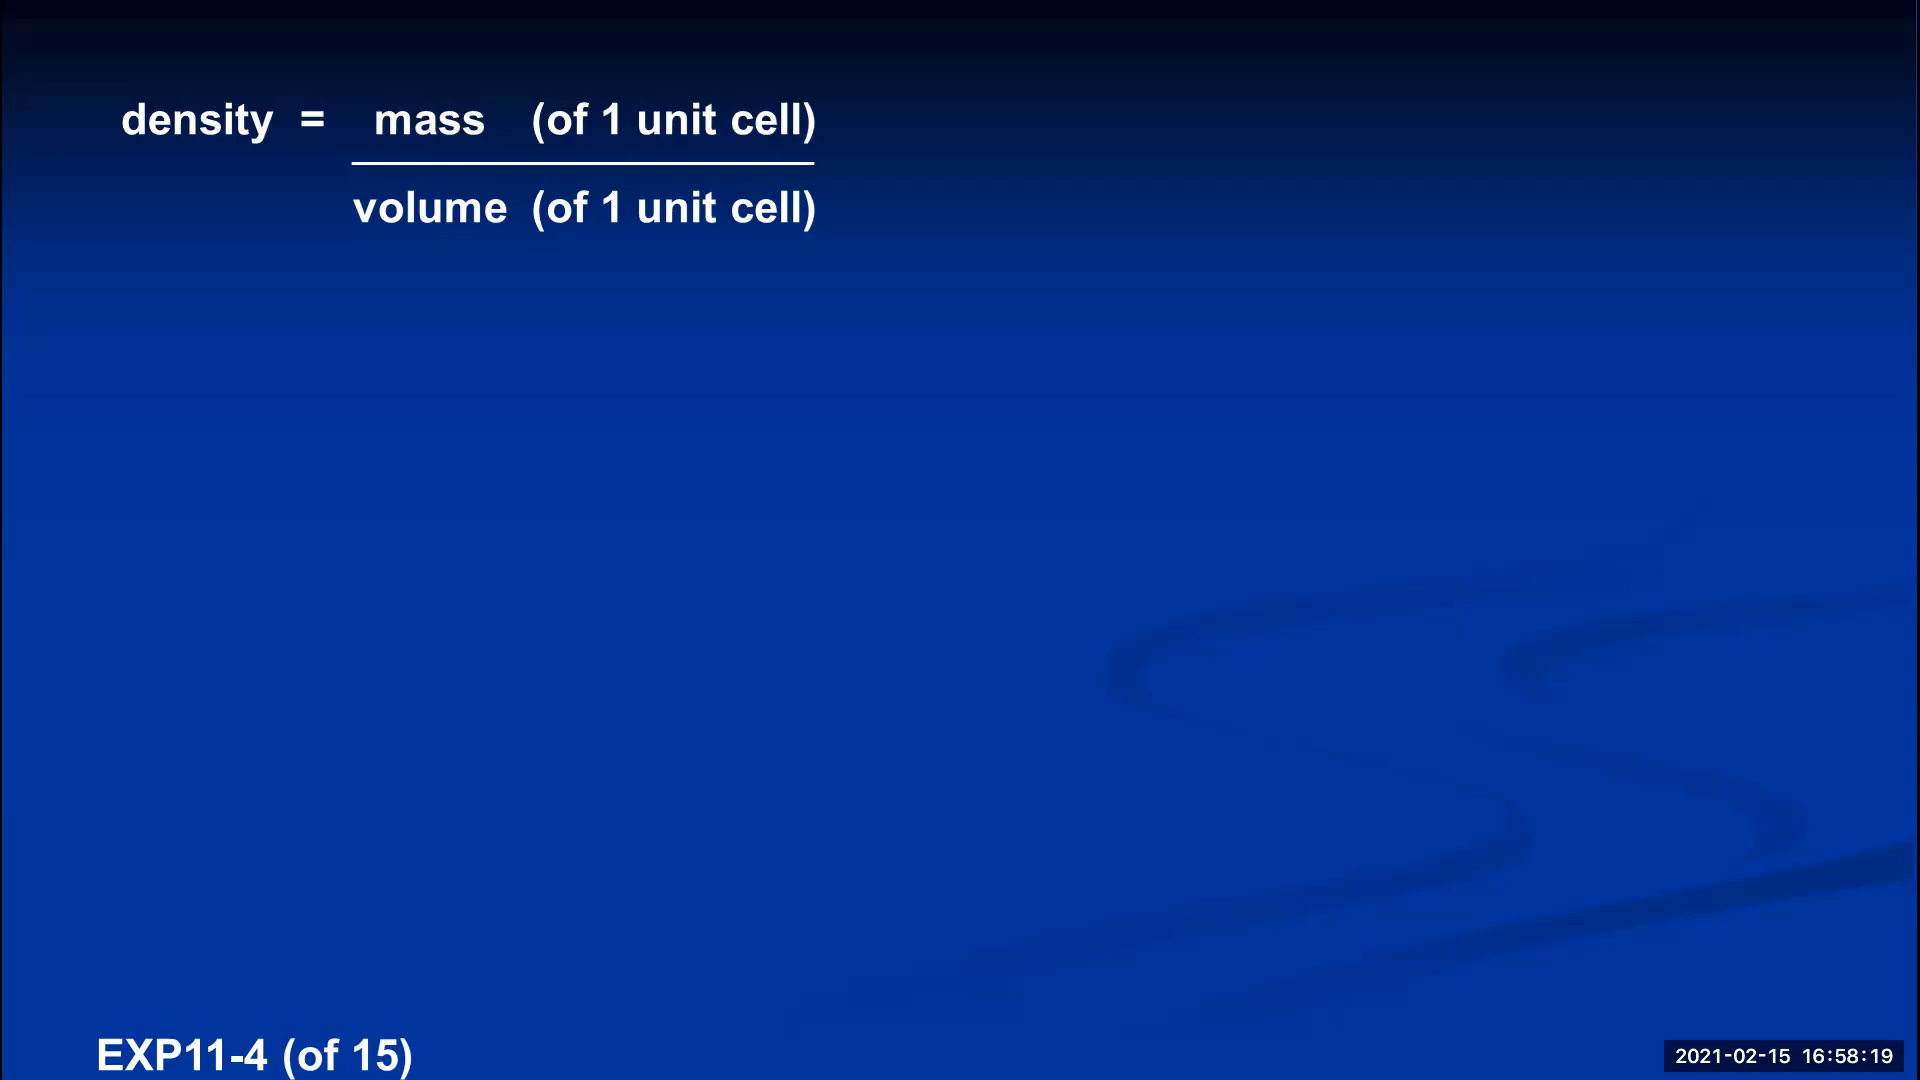 density = mass (of 1 unit cell)
volume (of 1 unit cell)
EXP11-4 (of 15)
2021-02-15 16:58:19